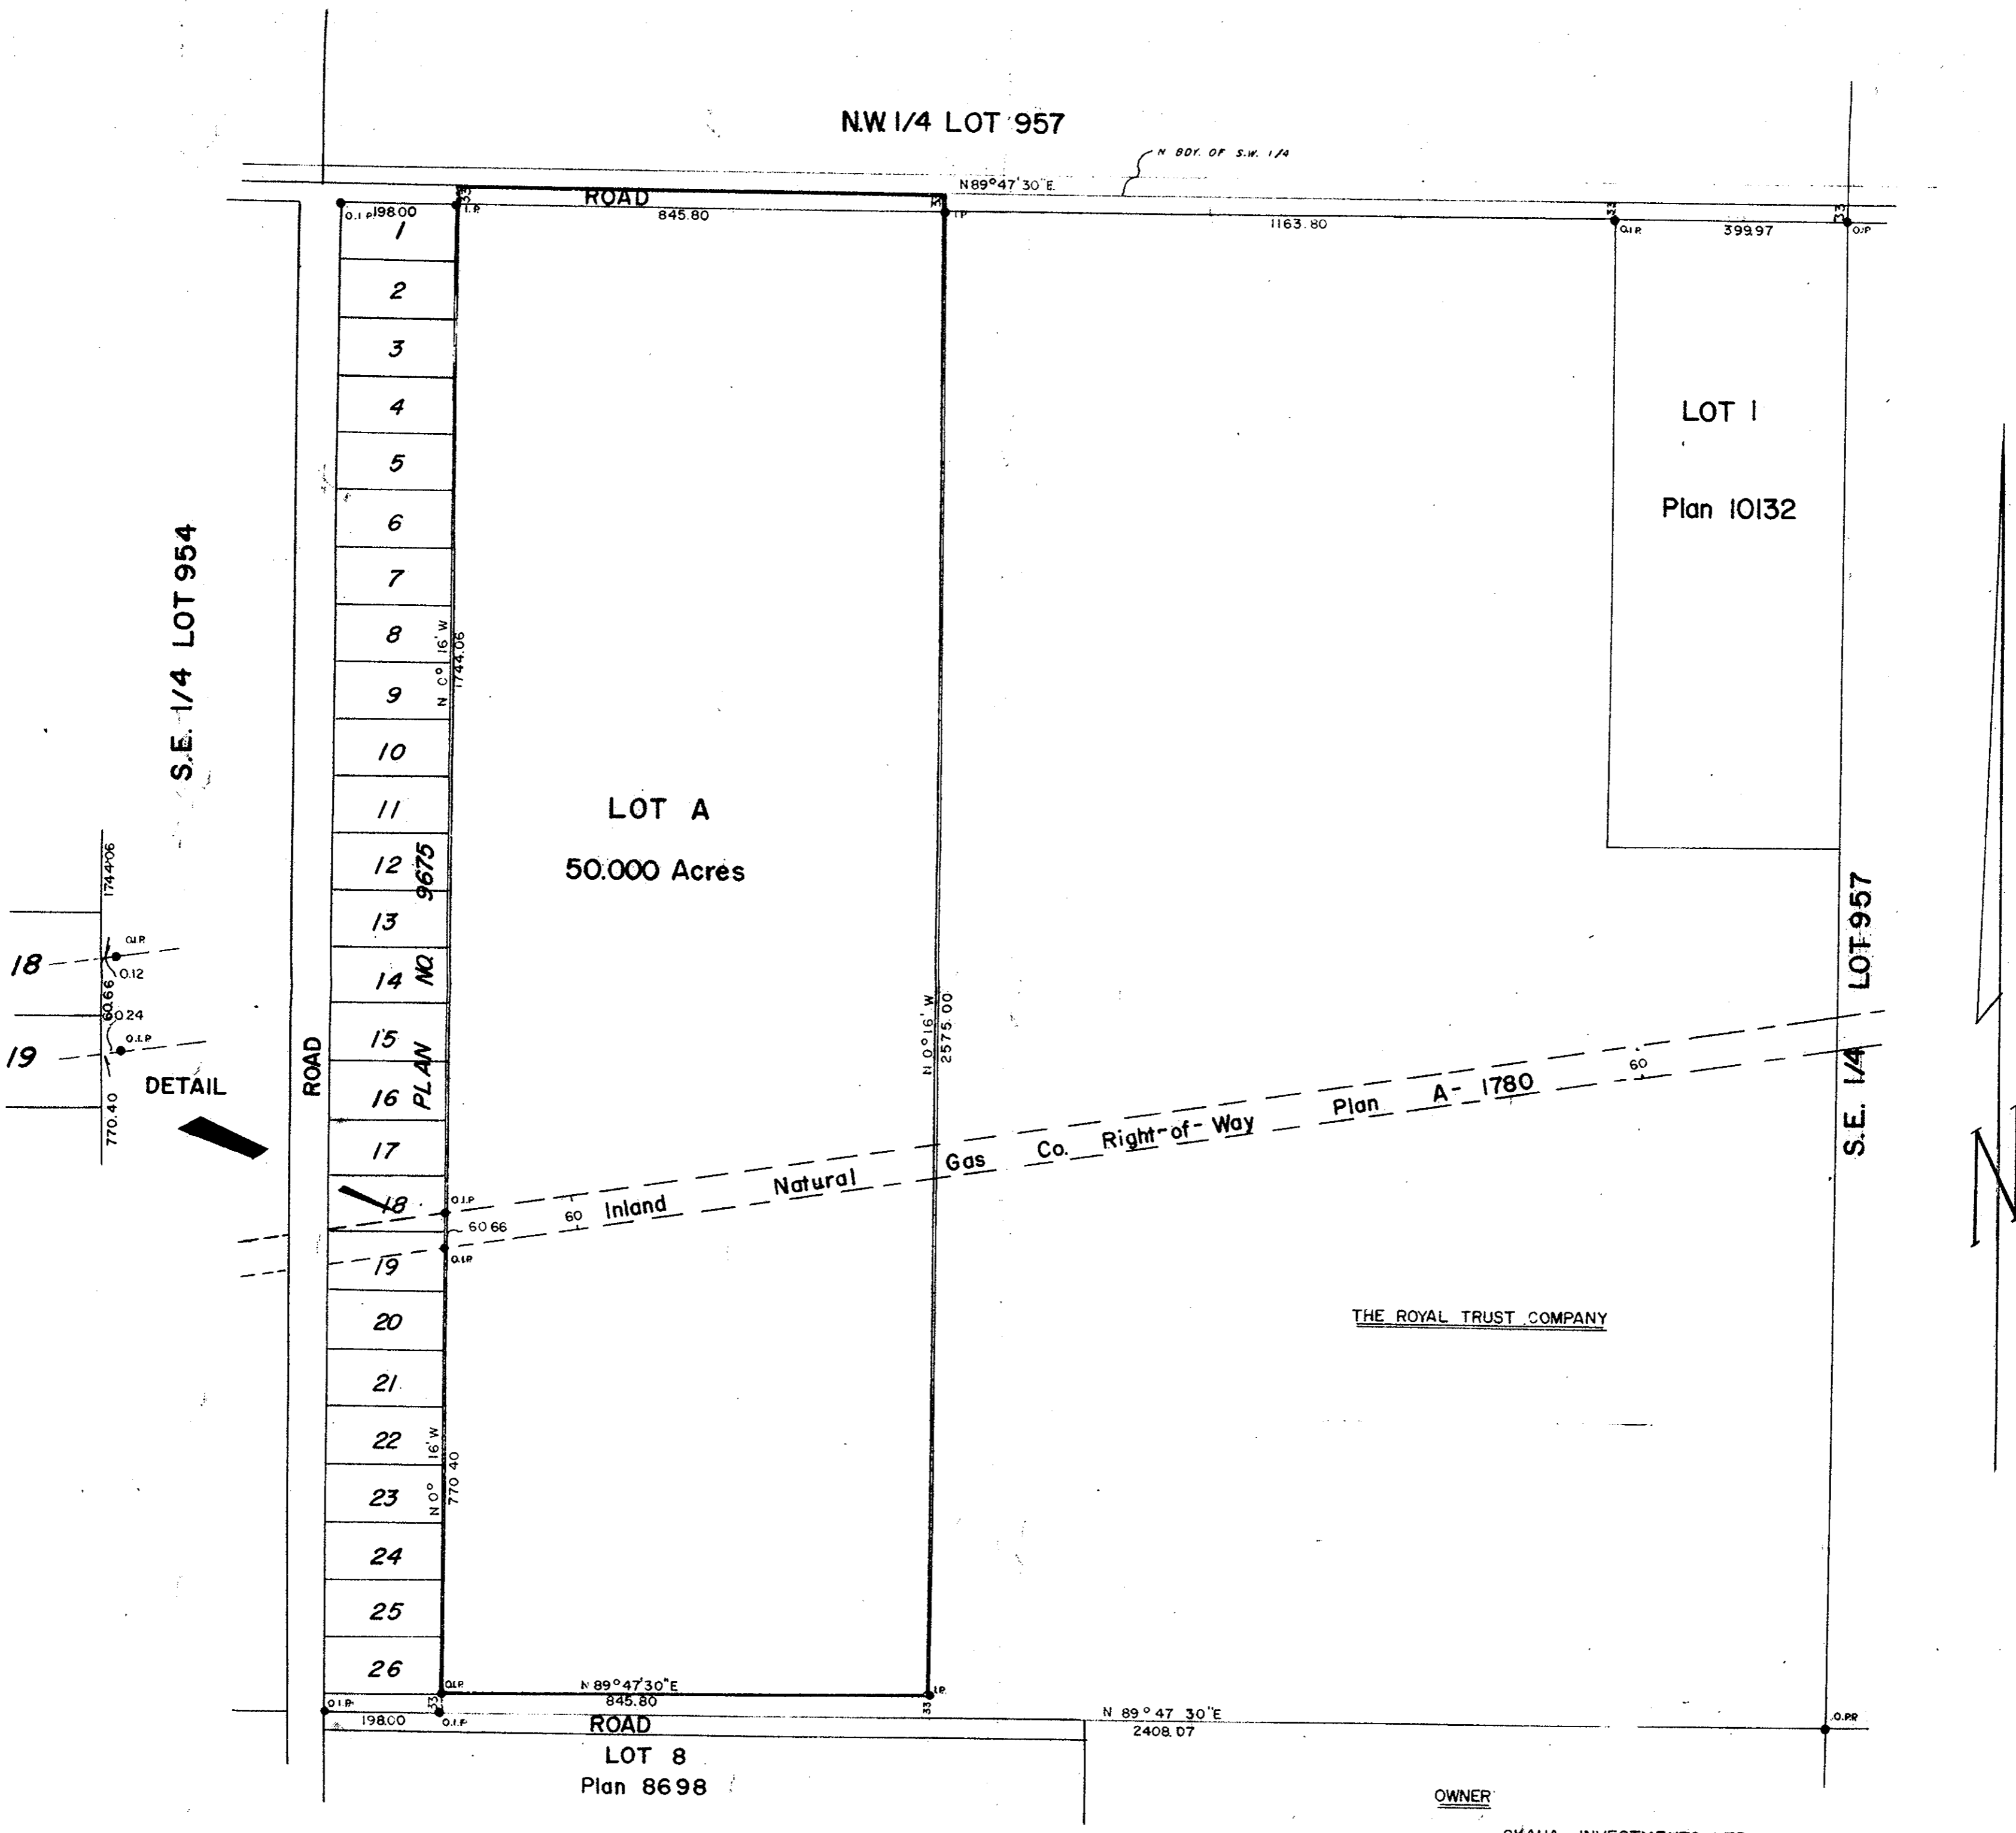 N.W. 1/4 LOT 957
N BDY. OF S.W. 1/4
N89°47'30"E.
ROAD
33
33
33
33
O.I.P.
198.00
I.P.
845.80
I.P.
1163.80
O.I.P.
399.97
O.I.P.
1
2
3
4
5
6
7
8
9
10
11
12
13
14
15
16
17
18
19
20
21
22
23
24
25
26
LOT 1
Plan 10132
S.E. 1/4 LOT 954
N 0° 16' W
1744.06
LOT A
50.000 Acres
PLAN NO. 9675
ROAD
1744.06
18
O.I.P.
0.12
60.66
0.24
19
O.I.P.
DETAIL
770.40
N 0° 16' W
2575.00
S.E. 1/4 LOT 957
O.I.P.
60.66
O.I.P.
60
Inland Natural Gas Co. Right-of-Way Plan A-1780
60
N
THE ROYAL TRUST COMPANY
N 0° 16' W
770.40
O.I.P.
N 89°47'30"E
845.80
I.P.
O.I.P.
33
33
198.00
O.I.P.
ROAD
N 89° 47 30"E
2408.07
LOT 8
Plan 8698
OWNER